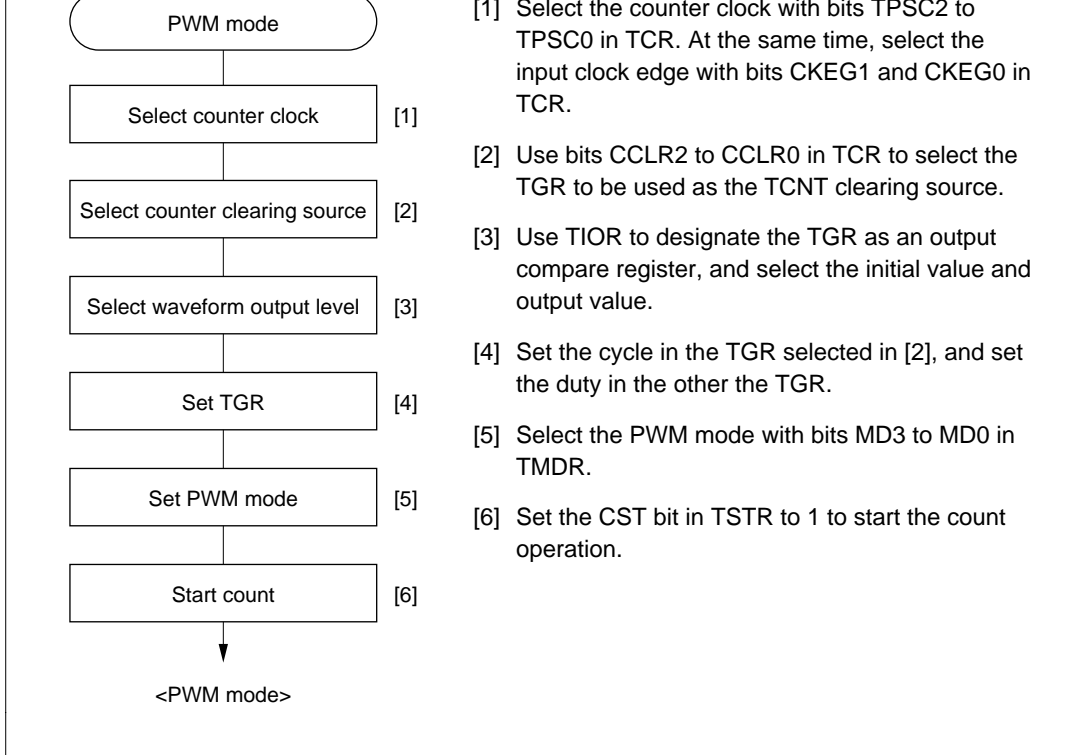 PWM mode
Select counter clock [1]
Select counter clearing source [2]
Select waveform output level [3]
Set TGR [4]
Set PWM mode [5]
Start count [6]
<PWM mode>
[1] Select the counter clock with bits TPSC2 to
TPSC0 in TCR. At the same time, select the
input clock edge with bits CKEG1 and CKEG0 in
TCR.
[2] Use bits CCLR2 to CCLR0 in TCR to select the
TGR to be used as the TCNT clearing source.
[3] Use TIOR to designate the TGR as an output
compare register, and select the initial value and
output value.
[4] Set the cycle in the TGR selected in [2], and set
the duty in the other the TGR.
[5] Select the PWM mode with bits MD3 to MD0 in
TMDR.
[6] Set the CST bit in TSTR to 1 to start the count
operation.